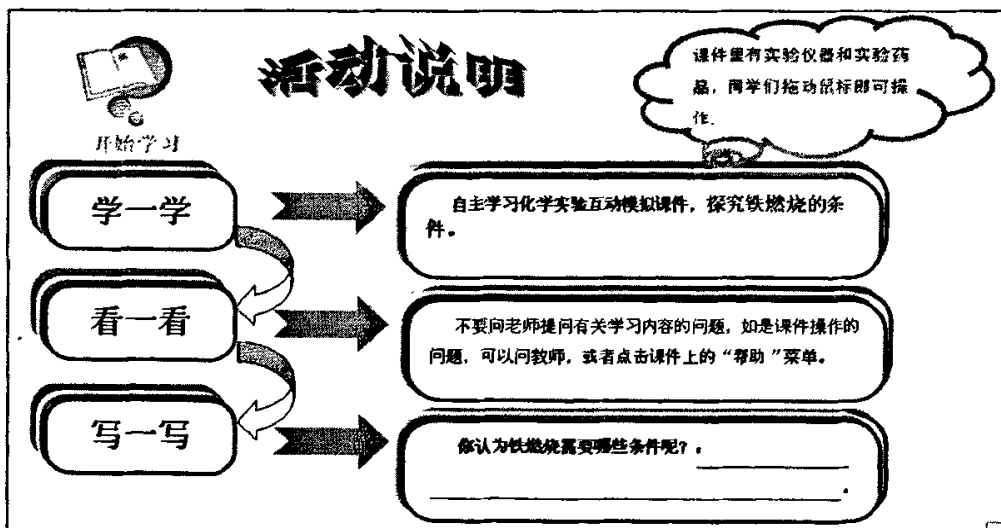 活动说明
课件里有实验仪器和实验药
品，同学们拖动鼠标即可操
作.
开始学习
学一学
自主学习化学实验互动模拟课件，探究铁燃烧的条
件。
看一看
不要向老师提问有关学习内容的问题，如是课件操作的
问题，可以问教师，或者点击课件上的“帮助”菜单。
写一写
你认为铁燃烧需要哪些条件呢？：